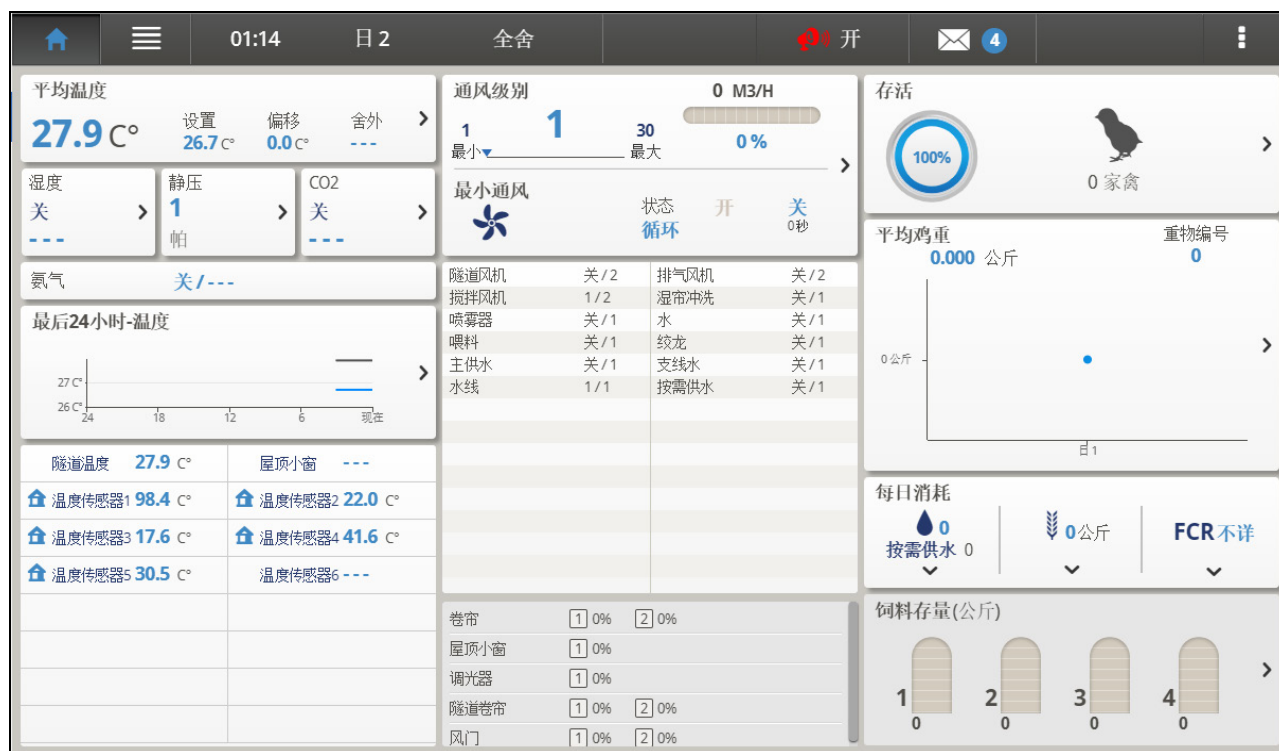 01:14 日 2 全舍 开 4
平均温度
27.9 C° 设置 偏移 舍外
26.7 C° 0.0 C° ---
湿度 静压 CO2
关 1 关
--- 帕 ---
氨气 关/---
最后24小时-温度
27 C°
26 C°
24 18 12 6 现在
隧道温度 27.9 C° 屋顶小窗 ---
温度传感器1 98.4 C° 温度传感器2 22.0 C°
温度传感器3 17.6 C° 温度传感器4 41.6 C°
温度传感器5 30.5 C° 温度传感器6 ---
通风级别 0 M3/H
1 1 30
最小 最大 0%
最小通风
状态 开 关
循环 0秒
隧道风机 关/2 排气风机 关/2
搅拌风机 1/2 湿帘冲洗 关/1
喷雾器 关/1 水 关/1
喂料 关/1 绞龙 关/1
主供水 关/1 支线水 关/1
水线 1/1 按需供水 关/1
卷帘 1 0% 2 0%
屋顶小窗 1 0%
调光器 1 0%
隧道卷帘 1 0% 2 0%
风门 1 0% 2 0%
存活
100%
0 家禽
平均鸡重 重物编号
0.000 公斤 0
0公斤
日1
每日消耗
0 0公斤 FCR不详
按需供水 0
饲料存量(公斤)
1 2 3 4
0 0 0 0